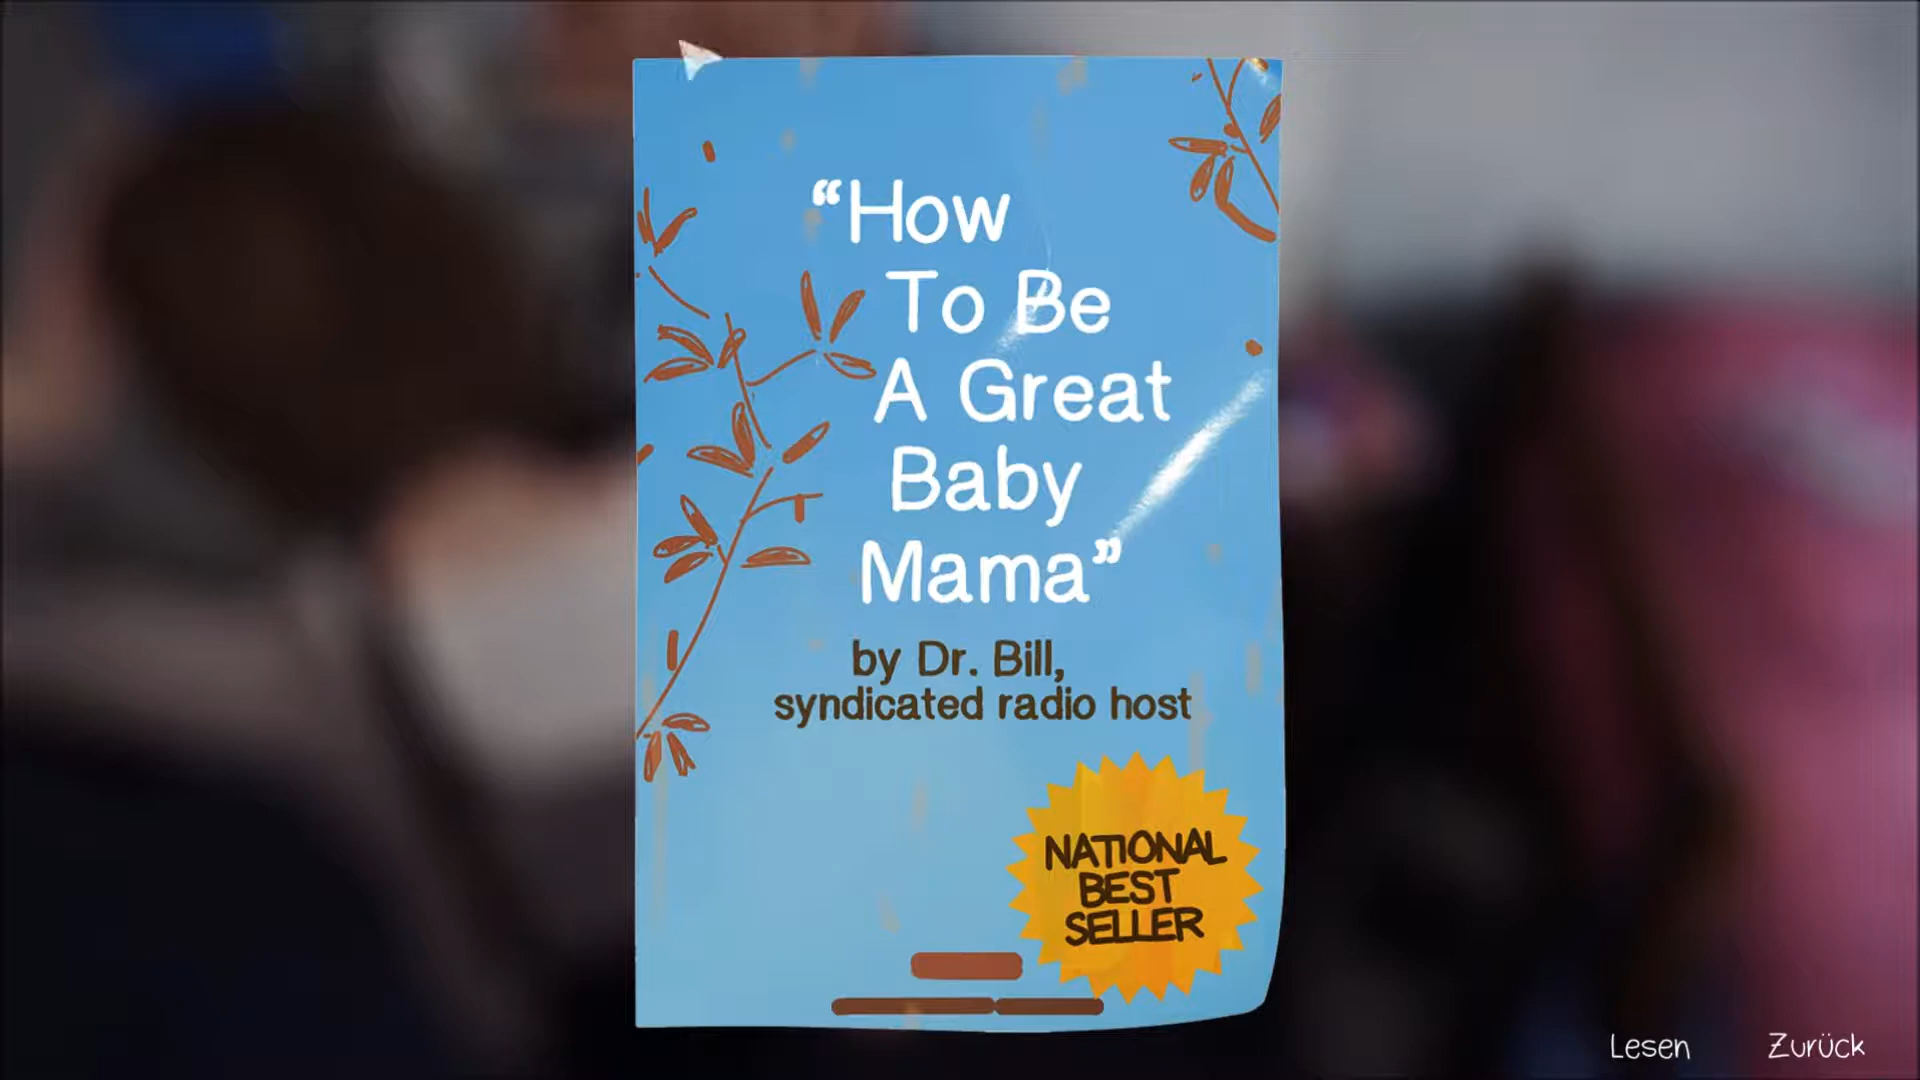 “How
To Be
A Great
Baby
Mama”
by Dr. Bill,
syndicated radio host
NATIONAL
BEST
SELLER
Lesen Zurück